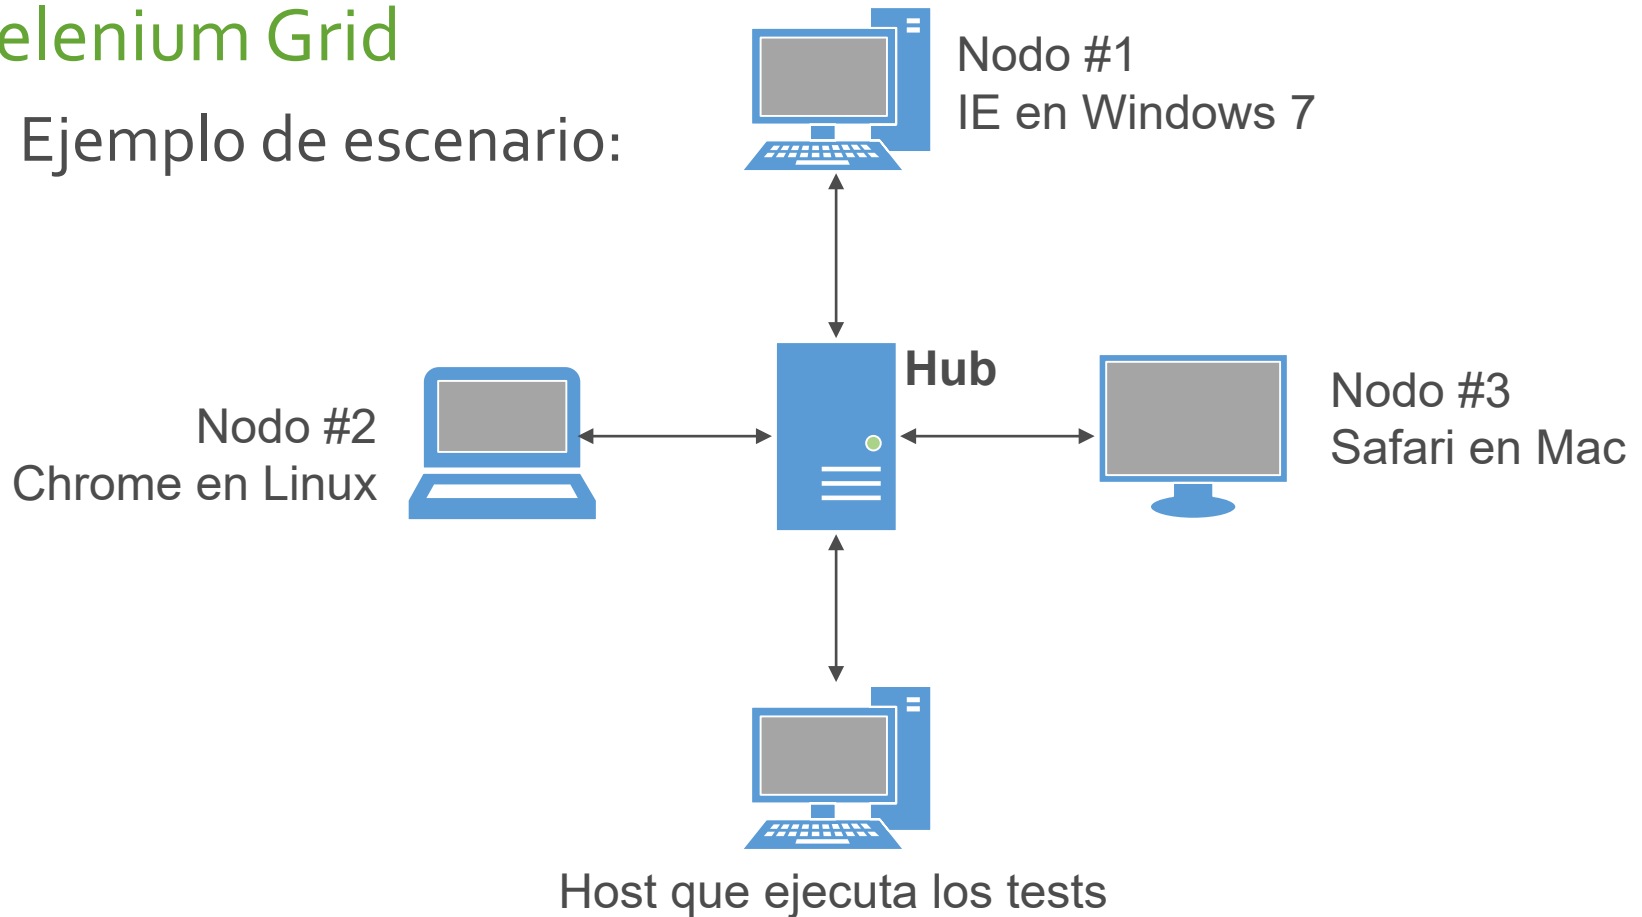 elenium Grid
Ejemplo de escenario:
Nodo #1
IE en Windows 7
Hub
Nodo #2
Chrome en Linux
Nodo #3
Safari en Mac
Host que ejecuta los tests